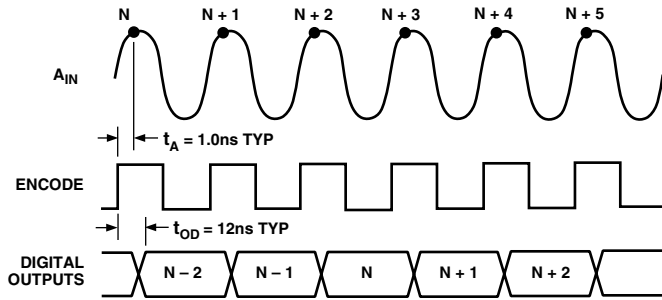 N N + 1 N + 2 N + 3 N + 4 N + 5
AIN
tA = 1.0ns TYP
ENCODE
tOD = 12ns TYP
DIGITAL
OUTPUTS
N – 2 N – 1 N N + 1 N + 2